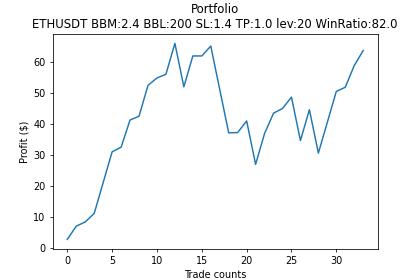 Portfolio
ETHUSDT BBM:2.4 BBL:200 SL:1.4 TP:1.0 lev:20 WinRatio:82.0
Profit ($)
60
50
40
30
20
10
0
0 5 10 15 20 25 30
Trade counts